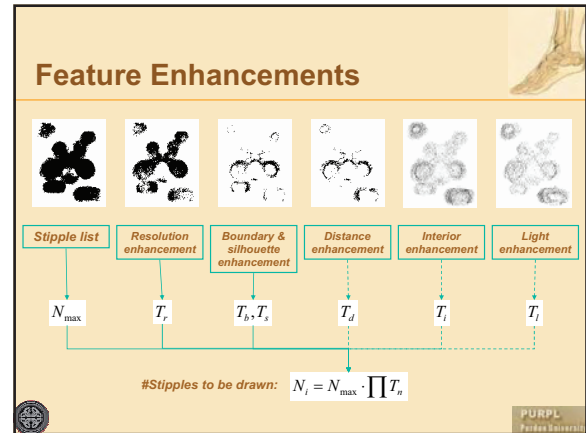 Feature Enhancements
Stipple list
Resolution
enhancement
Boundary &
silhouette
enhancement
Distance
enhancement
Interior
enhancement
Light
enhancement
N_max
T_r
T_b, T_s
T_d
T_i
T_l
#Stipples to be drawn: N_i = N_max · ∏ T_n
PURPL
Purdue University